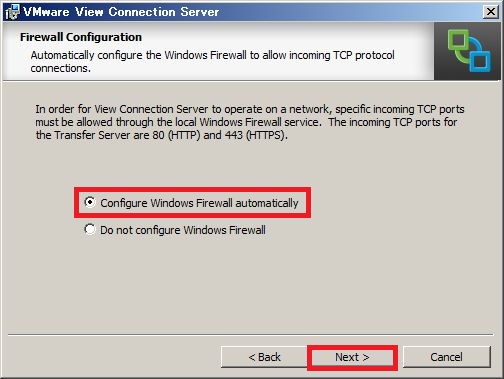 VMware View Connection Server
Firewall Configuration
Automatically configure the Windows Firewall to allow incoming TCP protocol
connections.
In order for View Connection Server to operate on a network, specific incoming TCP ports
must be allowed through the local Windows Firewall service. The incoming TCP ports for
the Transfer Server are 80 (HTTP) and 443 (HTTPS).
Configure Windows Firewall automatically
Do not configure Windows Firewall
< Back Next > Cancel